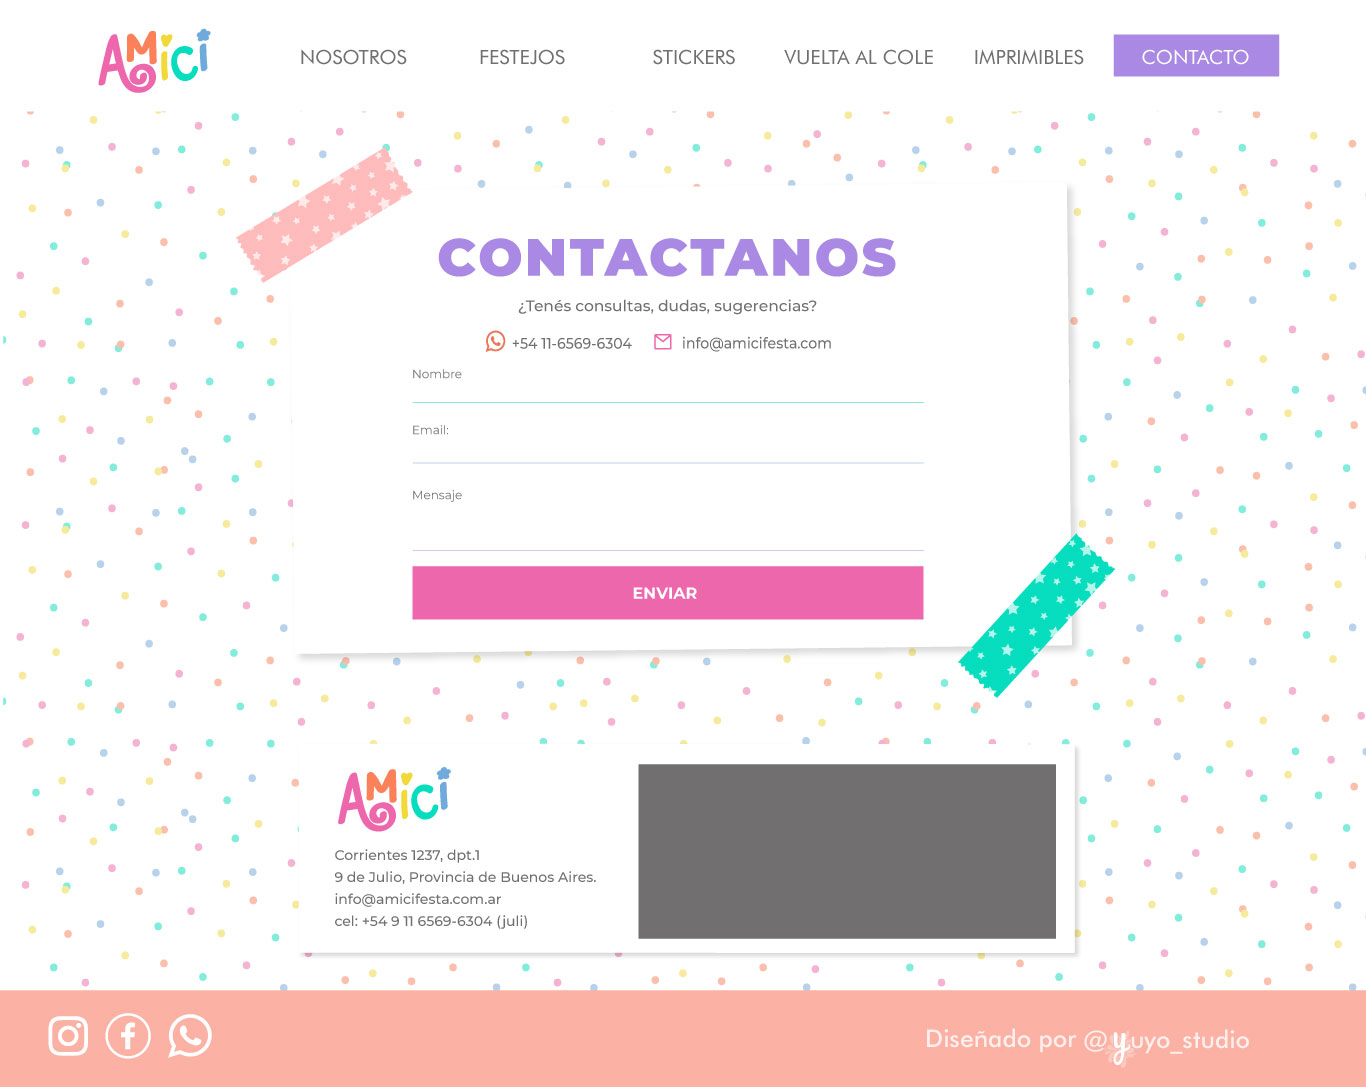 AMiCi
NOSOTROS FESTEJOS STICKERS VUELTA AL COLE IMPRIMIBLES CONTACTO
CONTACTANOS
¿Tenés consultas, dudas, sugerencias?
+54 11-6569-6304 info@amicifesta.com
Nombre
Email:
Mensaje
ENVIAR
AMiCi
Corrientes 1237, dpt.1
9 de Julio, Provincia de Buenos Aires.
info@amicifesta.com.ar
cel: +54 9 11 6569-6304 (juli)
Diseñado por @yuyo_studio